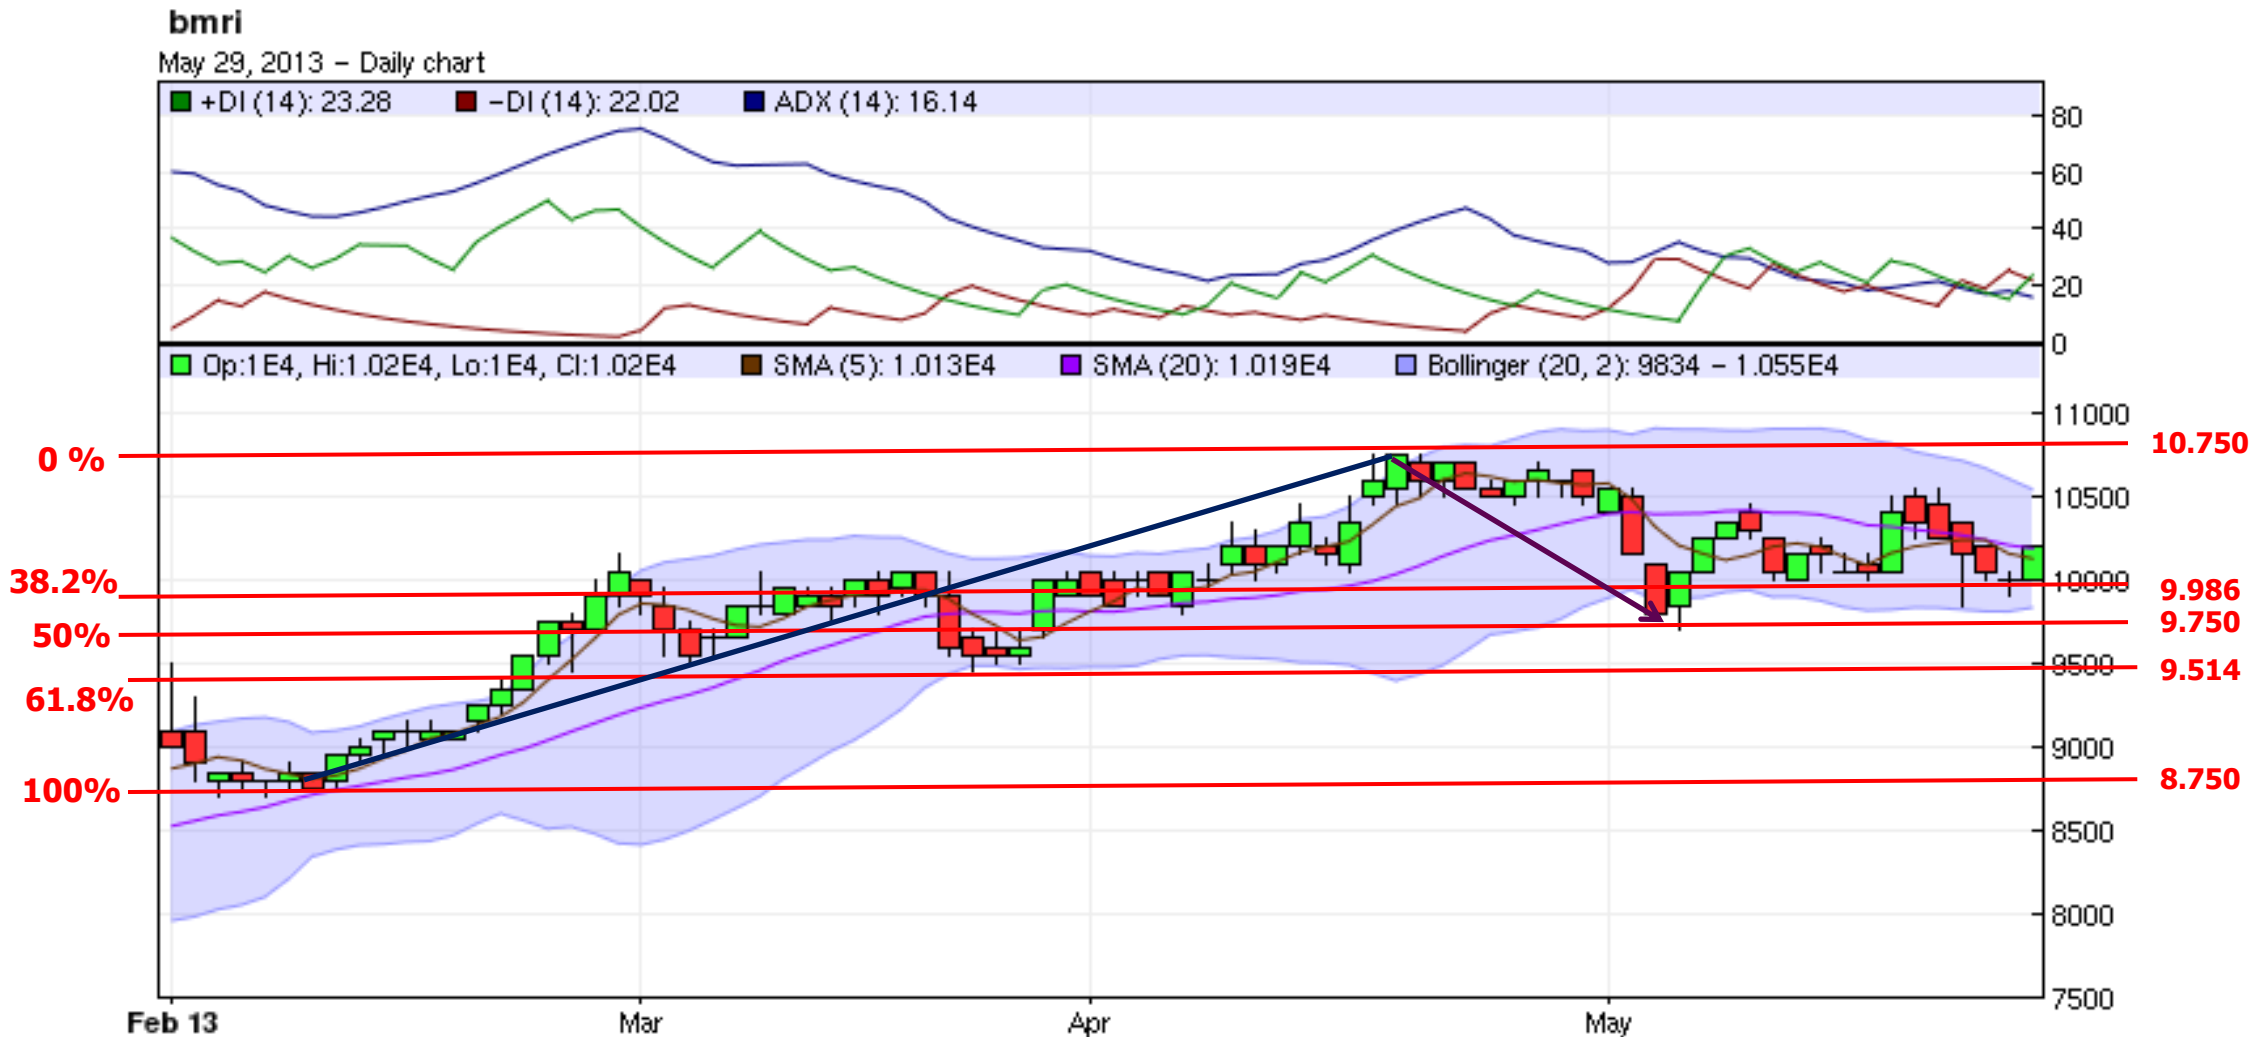 bmri
May 29, 2013 – Daily chart
+DI (14): 23.28 –DI (14): 22.02 ADX (14): 16.14
80
60
40
20
0
Op:1E4, Hi:1.02E4, Lo:1E4, Cl:1.02E4 SMA (5): 1.013E4 SMA (20): 1.019E4 Bollinger (20, 2): 9834 – 1.055E4
11000
0 % 10.750
10500
38.2% 10000 9.986
50% 9.750
9500 9.514
61.8%
9000
100% 8.750
8500
8000
7500
Feb 13 Mar Apr May